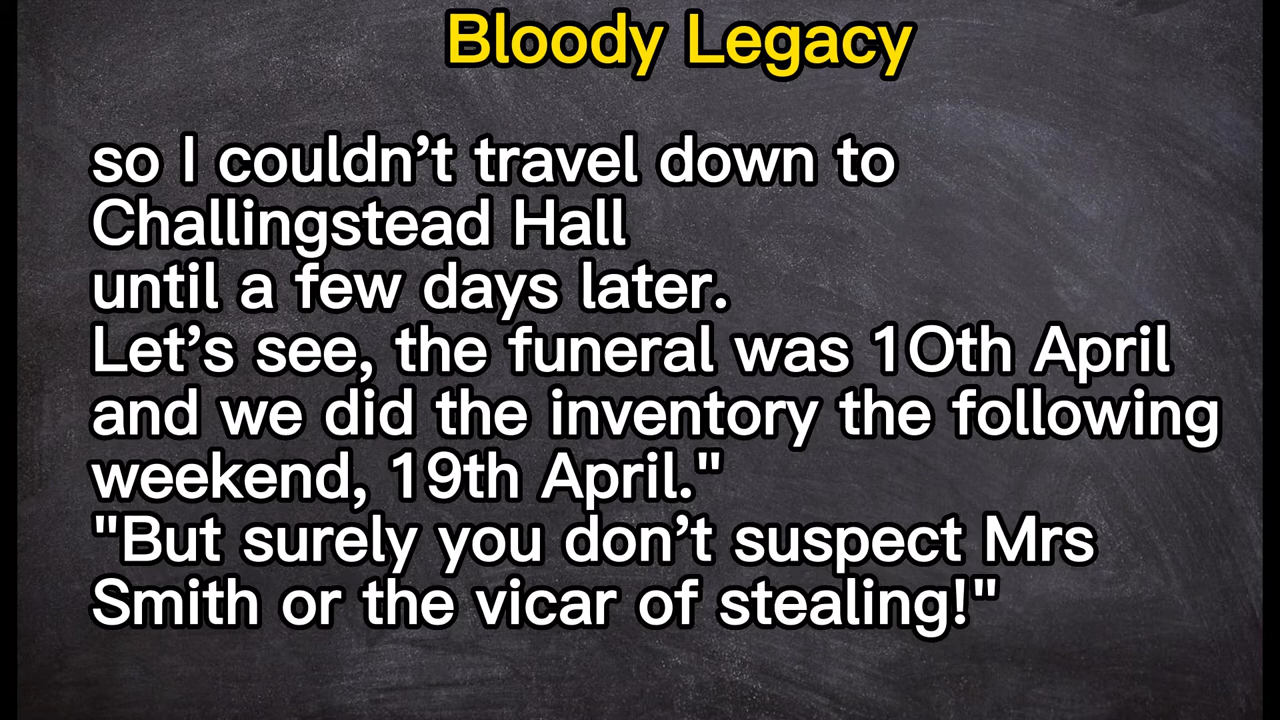 Bloody Legacy
so I couldn’t travel down to
Challingstead Hall
until a few days later.
Let’s see, the funeral was 1Oth April
and we did the inventory the following
weekend, 19th April."
"But surely you don’t suspect Mrs
Smith or the vicar of stealing!"